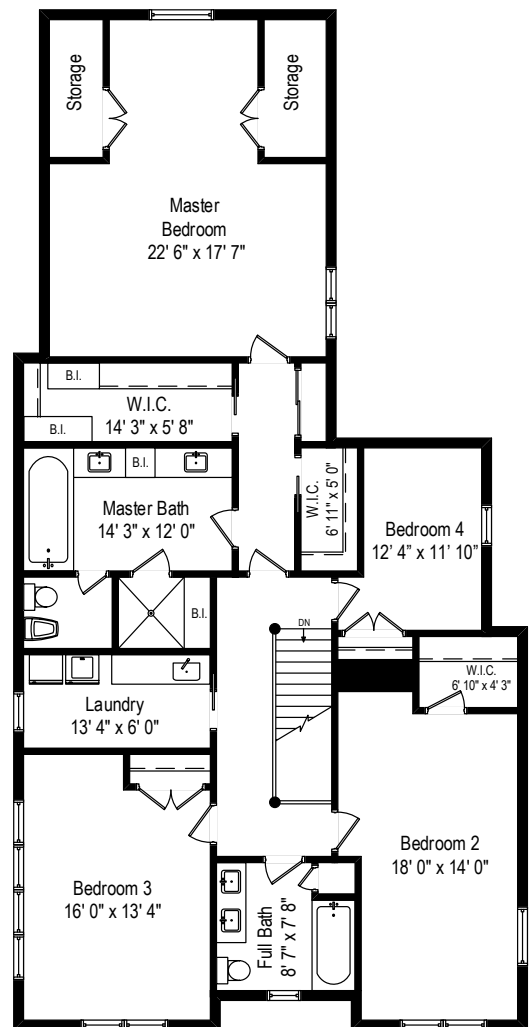 Storage
Storage
Master
Bedroom
22' 6" x 17' 7"
B.I.
W.I.C.
14' 3" x 5' 8"
B.I.
B.I.
W.I.C.
6' 11" x 5' 0"
Master Bath
14' 3" x 12' 0"
Bedroom 4
12' 4” x 11' 10”
B.I.
DN
W.I.C.
6' 10" x 4' 3"
Laundry
13' 4" x 6' 0"
Bedroom 2
18' 0" x 14' 0"
Bedroom 3
16' 0" x 13' 4"
Full Bath
8' 7" x 7' 8"